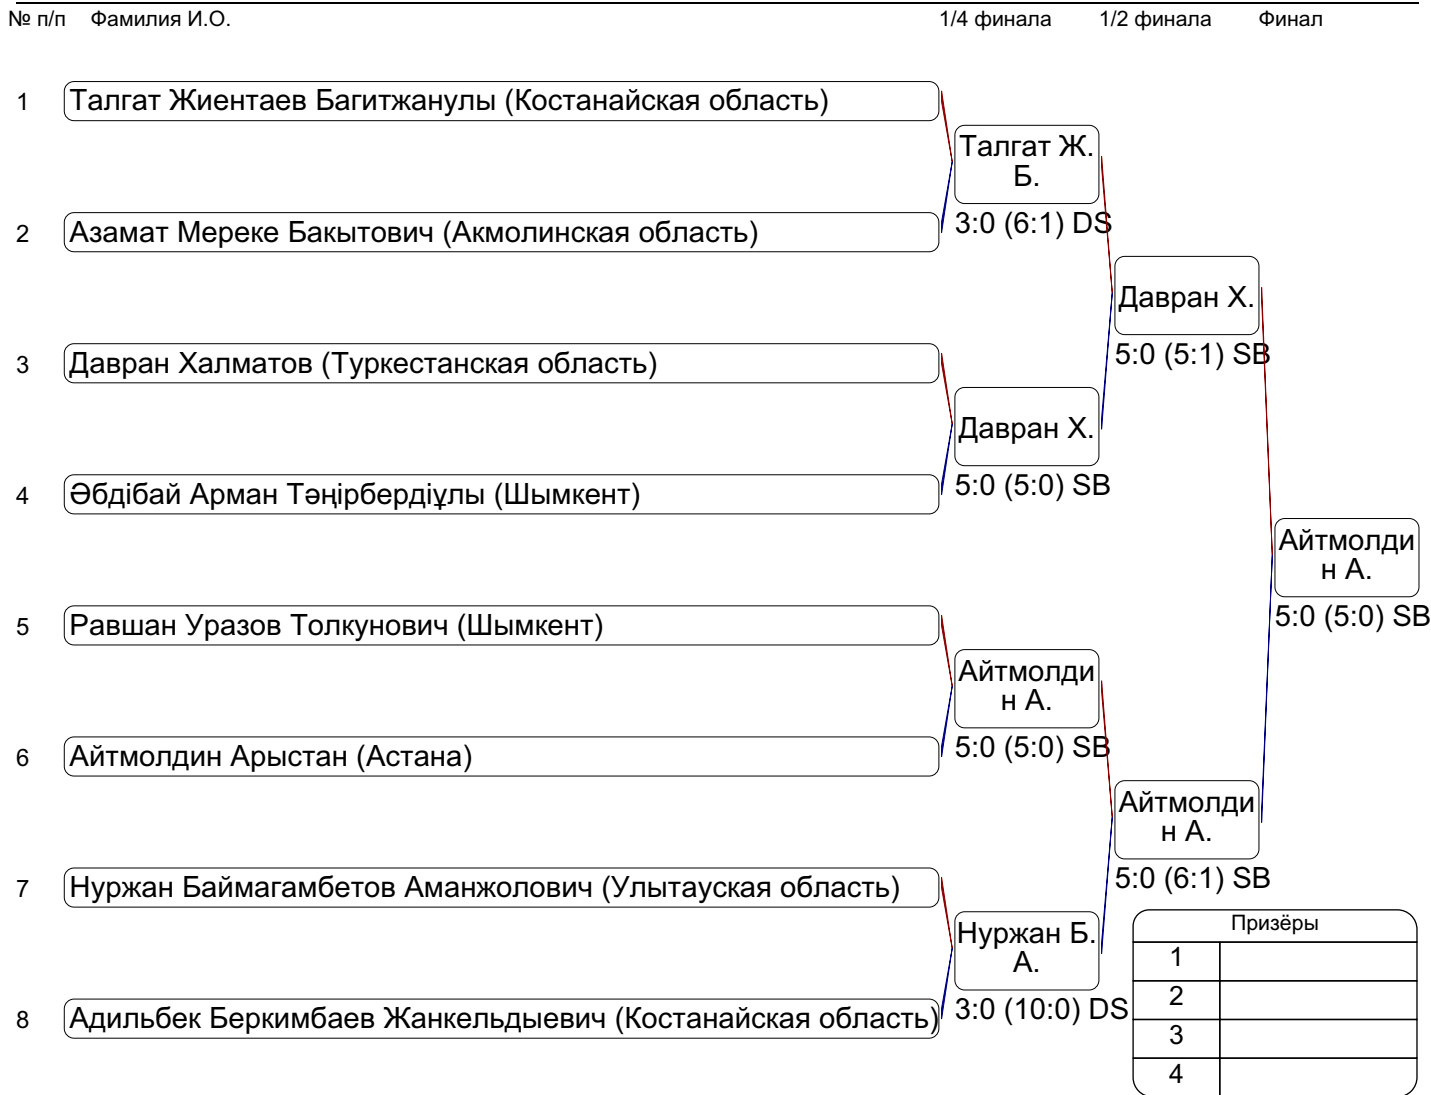 № п/п Фамилия И.О. 1/4 финала 1/2 финала Финал
1 Талгат Жиентаев Багитжанулы (Костанайская область)
Талгат Ж.
Б.
2 Азамат Мереке Бакытович (Акмолинская область)
3:0 (6:1) DS
Давран Х.
3 Давран Халматов (Туркестанская область)
5:0 (5:1) SB
Давран Х.
4 Әбдібай Арман Тәңірбердіұлы (Шымкент)
5:0 (5:0) SB
Айтмолди
н А.
5 Равшан Уразов Толкунович (Шымкент)
5:0 (5:0) SB
Айтмолди
н А.
6 Айтмолдин Арыстан (Астана)
5:0 (5:0) SB
Айтмолди
н А.
7 Нуржан Баймагамбетов Аманжолович (Улытауская область)
5:0 (6:1) SB
Нуржан Б.
А.
8 Адильбек Беркимбаев Жанкельдыевич (Костанайская область)
3:0 (10:0) DS
Призёры
1
2
3
4